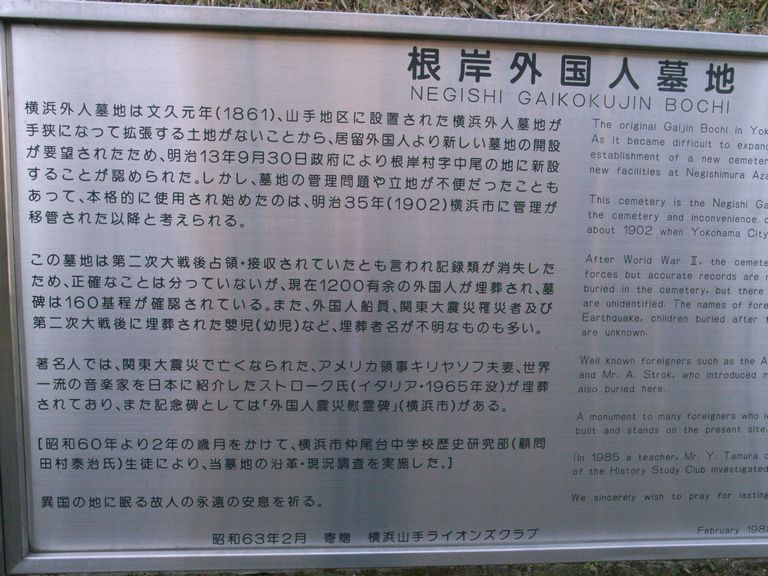 根岸外国人墓地
NEGISHI GAIKOKUJIN BOCHI
横浜外人墓地は文久元年(1861)、山手地区に設置された横浜外人墓地が
手狭になって拡張する土地がないことから、居留外国人より新しい墓地の開設
が要望されたため、明治13年9月30日政府により根岸村字中尾の地に新設
することが認められた。しかし、墓地の管理問題や立地が不便だったことも
あって、本格的に使用され始めたのは、明治35年(1902)横浜市に管理が
移管された以降と考えられる。
この墓地は第二次大戦後占領・接収されていたとも言われ記録類が消失した
ため、正確なことは分っていないが、現在1200有余の外国人が埋葬され、墓
碑は160基程が確認されている。また、外国人船員、関東大震災罹災者及び
第二次大戦後に埋葬された嬰児(幼児)など、埋葬者名が不明なものも多い。
著名人では、関東大震災で亡くなられた、アメリカ領事キリヤソフ夫妻、世界
一流の音楽家を日本に紹介したストローク氏(イタリア・1965年没)が埋葬
されており、また記念碑としては「外国人震災慰霊碑」(横浜市)がある。
[昭和60年より2年の歳月をかけて、横浜市仲尾台中学校歴史研究部(顧問
田村泰治氏)生徒により、当墓地の沿革・現況調査を実施した。]
異国の地に眠る故人の永遠の安息を祈る。
昭和63年2月 寄贈 横浜山手ライオンズクラブ
The original Gaijin Bochi in Yok
As it became difficult to expand
establishment of a new cemeter
new facilities at Negishimura Aza
This cemetery is the Negishi Ga
the cemetery and inconvenience o
about 1902 when Yokohama City
After World War Ⅱ, the cemete
forces but accurate records are n
buried in the cemetery, but there
are unidentified. The names of fore
Earthquake, children buried after t
are unknown.
Well known foreigners such as the A
and Mr. A. Strok, who introduced m
also buried here.
A monument to many foreigners who l
built and stands on the present site.
[In 1985 a teacher, Mr. Y. Tamura o
of the History Study Club investigated
We sincerely wish to pray for lasting
February 1988